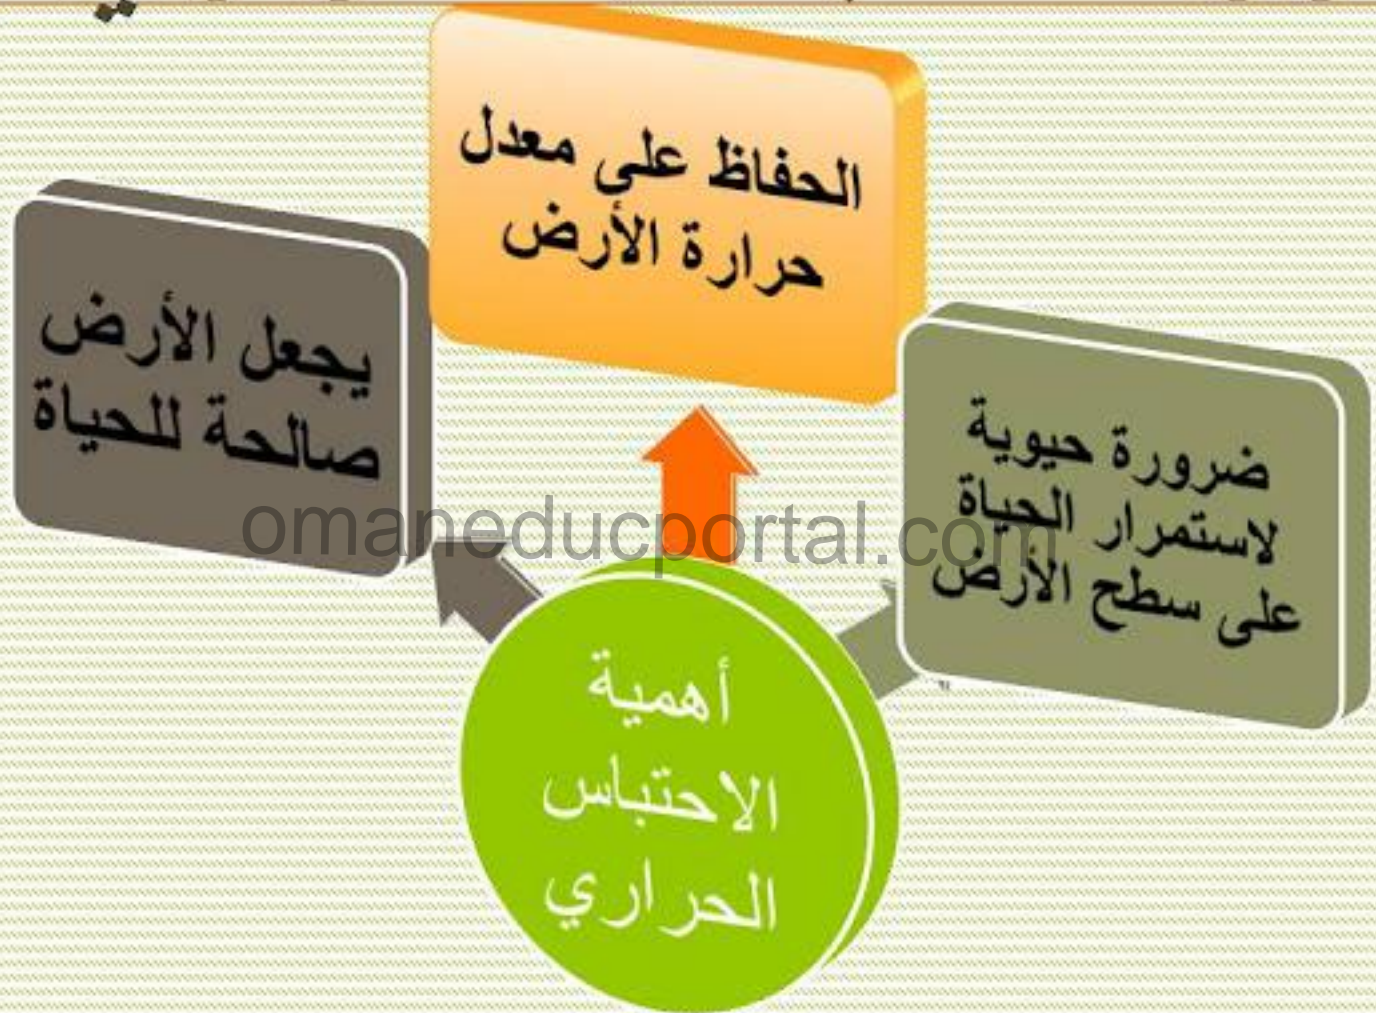 الحفاظ على معدل
حرارة الأرض
ضرورة حيوية
لاستمرار الحياة
على سطح الأرض
يجعل الأرض
صالحة للحياة
أهمية
الاحتباس
الحراري
omaneducportal.com